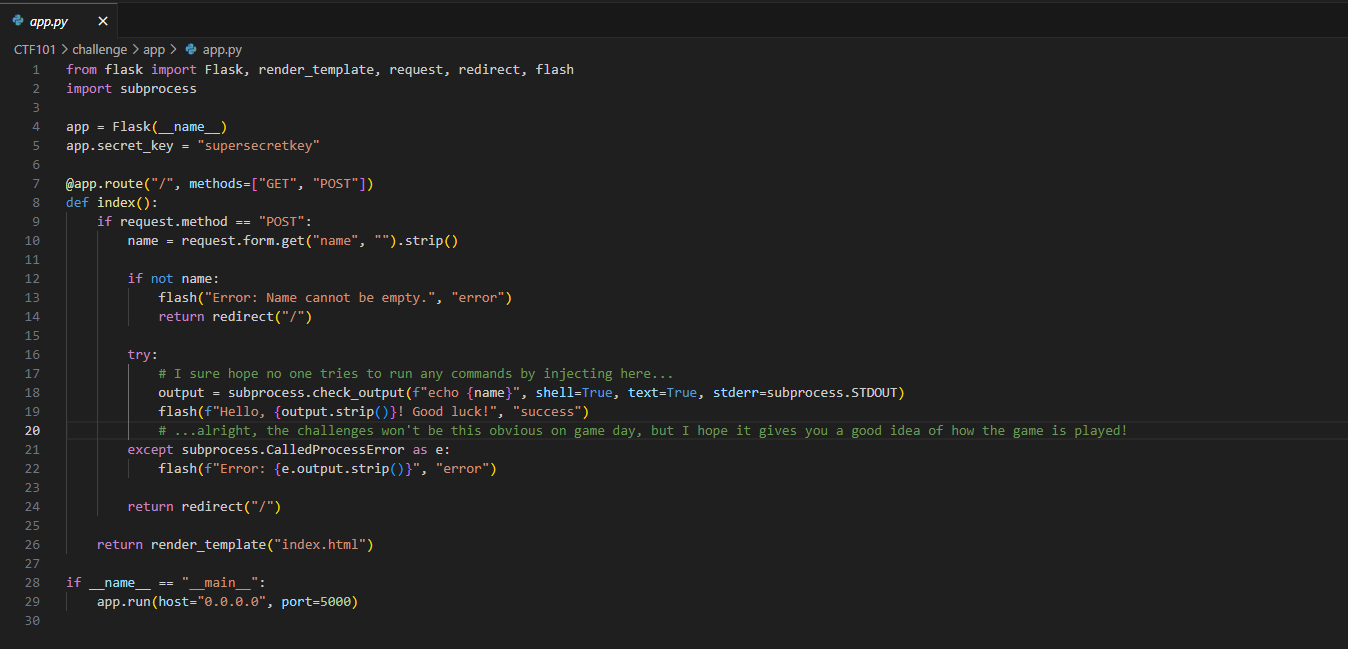 app.py
CTF101 > challenge > app > app.py
1 from flask import Flask, render_template, request, redirect, flash
2 import subprocess
3
4 app = Flask(__name__)
5 app.secret_key = "supersecretkey"
6
7 @app.route("/", methods=["GET", "POST"])
8 def index():
9     if request.method == "POST":
10         name = request.form.get("name", "").strip()
11
12         if not name:
13             flash("Error: Name cannot be empty.", "error")
14             return redirect("/")
15
16         try:
17             # I sure hope no one tries to run any commands by injecting here...
18             output = subprocess.check_output(f"echo {name}", shell=True, text=True, stderr=subprocess.STDOUT)
19             flash(f"Hello, {output.strip()}! Good luck!", "success")
20             # ...alright, the challenges won't be this obvious on game day, but I hope it gives you a good idea of how the game is played!
21         except subprocess.CalledProcessError as e:
22             flash(f"Error: {e.output.strip()}", "error")
23
24         return redirect("/")
25
26     return render_template("index.html")
27
28 if __name__ == "__main__":
29     app.run(host="0.0.0.0", port=5000)
30